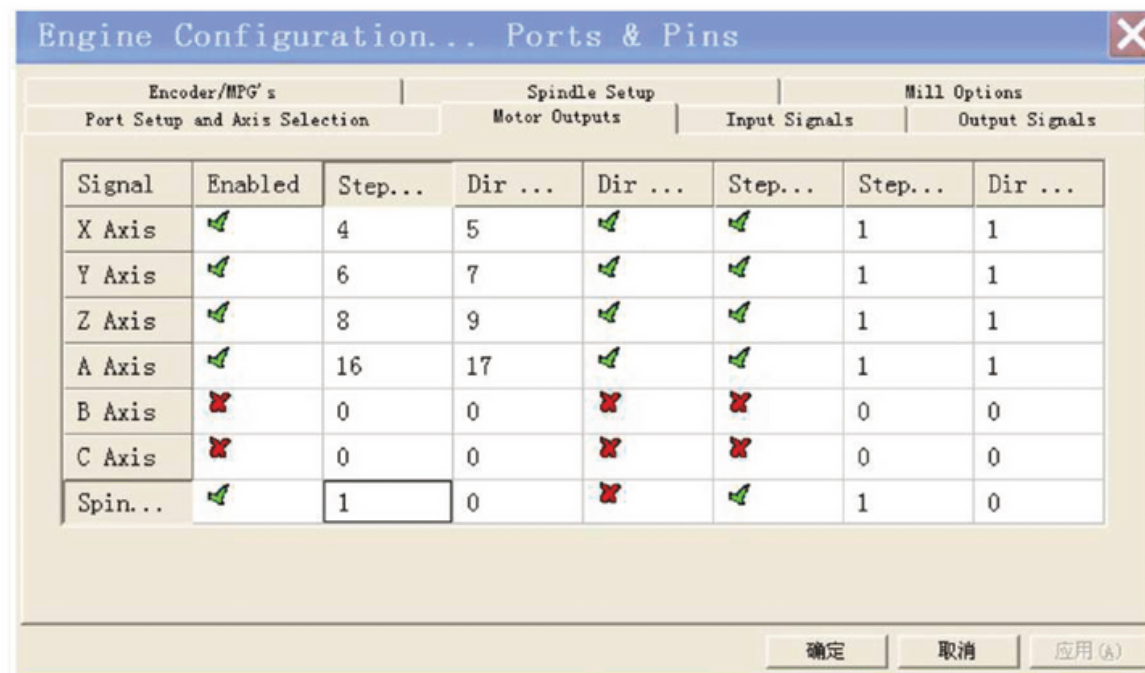 Engine Configuration... Ports & Pins
Encoder/MPG's Spindle Setup Mill Options
Port Setup and Axis Selection Motor Outputs Input Signals Output Signals
Signal Enabled Step... Dir ... Dir ... Step... Step... Dir ...
X Axis 4 5 1 1
Y Axis 6 7 1 1
Z Axis 8 9 1 1
A Axis 16 17 1 1
B Axis 0 0 0 0
C Axis 0 0 0 0
Spin... 1 0 1 0
确定 取消 应用(A)